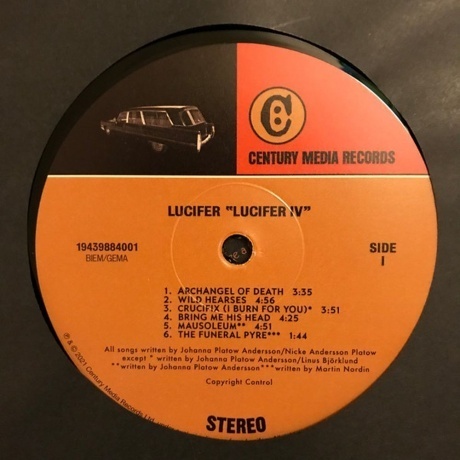 C
CENTURY MEDIA RECORDS
LUCIFER "LUCIFER IV"
19439884001
BIEM/GEMA
SIDE
I
1. ARCHANGEL OF DEATH 3:35
2. WILD HEARSES 4:56
3. CRUCIFIX (I BURN FOR YOU)* 3:51
4. BRING ME HIS HEAD 4:25
5. MAUSOLEUM** 4:51
6. THE FUNERAL PYRE*** 1:44
All songs written by Johanna Platow Andersson/Nicke Andersson Platow
except * written by Johanna Platow Andersson/Linus Björklund
**written by Johanna Platow Andersson ***written by Martin Nordin
Copyright Control
STEREO
℗ & © 2021 Century Media Records Ltd.